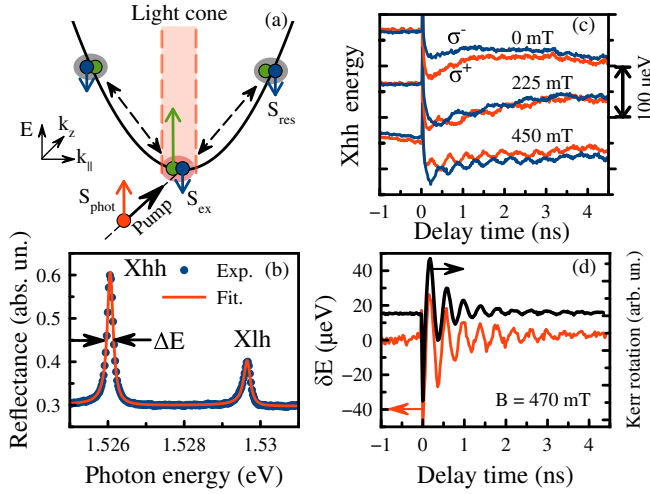 Light cone
(a)
E
k_z
k_||
S_res
S_phot
Pump
S_ex
(b)
Xhh
Exp.
Fit.
ΔE
Xlh
Reflectance (abs. un.)
0.6
0.5
0.4
0.3
1.526
1.528
1.53
Photon energy (eV)
(c)
σ⁻
σ⁺
0 mT
225 mT
450 mT
100 μeV
Xhh energy
−1
0
1
2
3
4
Delay time (ns)
(d)
δE (μeV)
40
20
0
−20
−40
B = 470 mT
Kerr rotation (arb. un.)
−1
0
1
2
3
4
Delay time (ns)